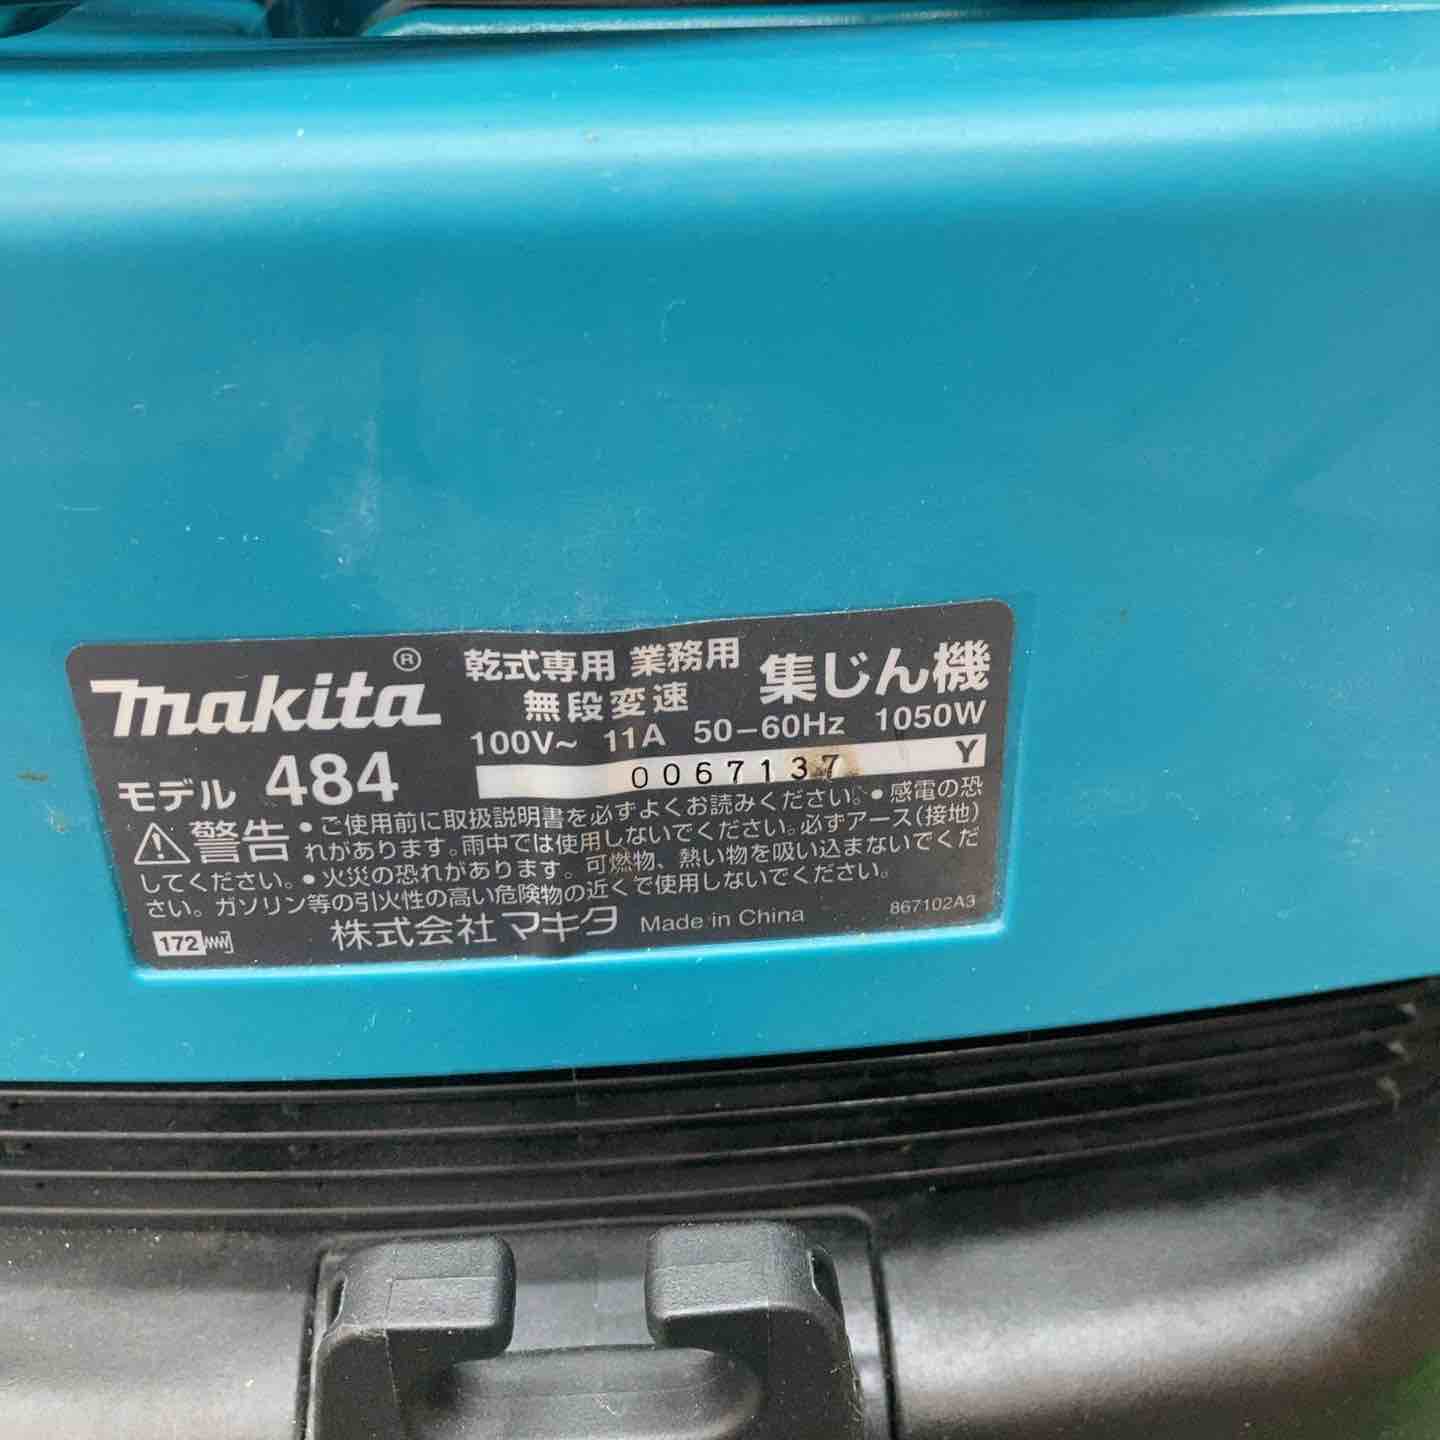 makita®
乾式専用 業務用 集じん機
無段変速
100V~ 11A 50-60Hz 1050W
モデル 484
0067137 Y
警告 ●ご使用前に取扱説明書を必ずよくお読みください。●感電の恐
れがあります。雨中では使用しないでください。必ずアース(接地)
してください。●火災の恐れがあります。可燃物、熱い物を吸い込まないでくだ
さい。ガソリン等の引火性の高い危険物の近くで使用しないでください。
172
株式会社マキタ Made in China
867102A3